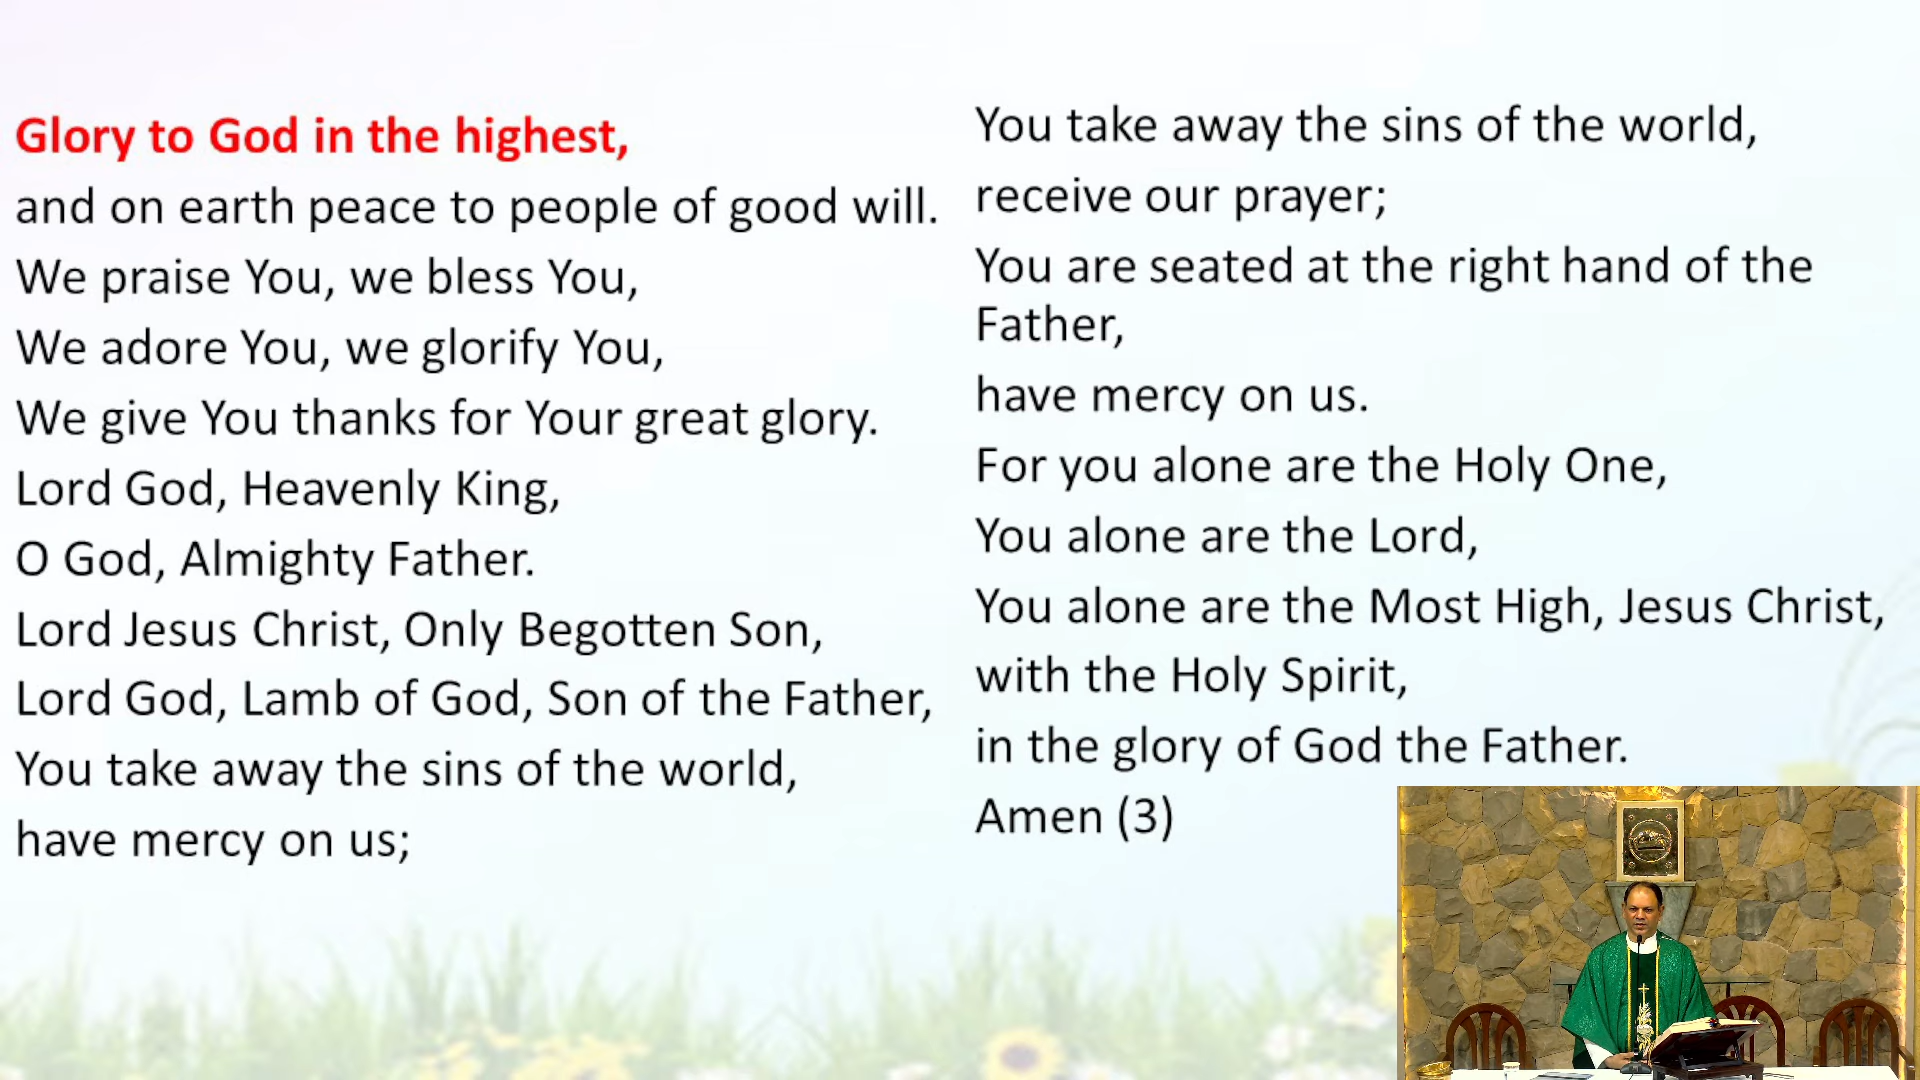 Glory to God in the highest,
and on earth peace to people of good will.
We praise You, we bless You,
We adore You, we glorify You,
We give You thanks for Your great glory.
Lord God, Heavenly King,
O God, Almighty Father.
Lord Jesus Christ, Only Begotten Son,
Lord God, Lamb of God, Son of the Father,
You take away the sins of the world,
have mercy on us;
You take away the sins of the world,
receive our prayer;
You are seated at the right hand of the
Father,
have mercy on us.
For you alone are the Holy One,
You alone are the Lord,
You alone are the Most High, Jesus Christ,
with the Holy Spirit,
in the glory of God the Father.
Amen (3)